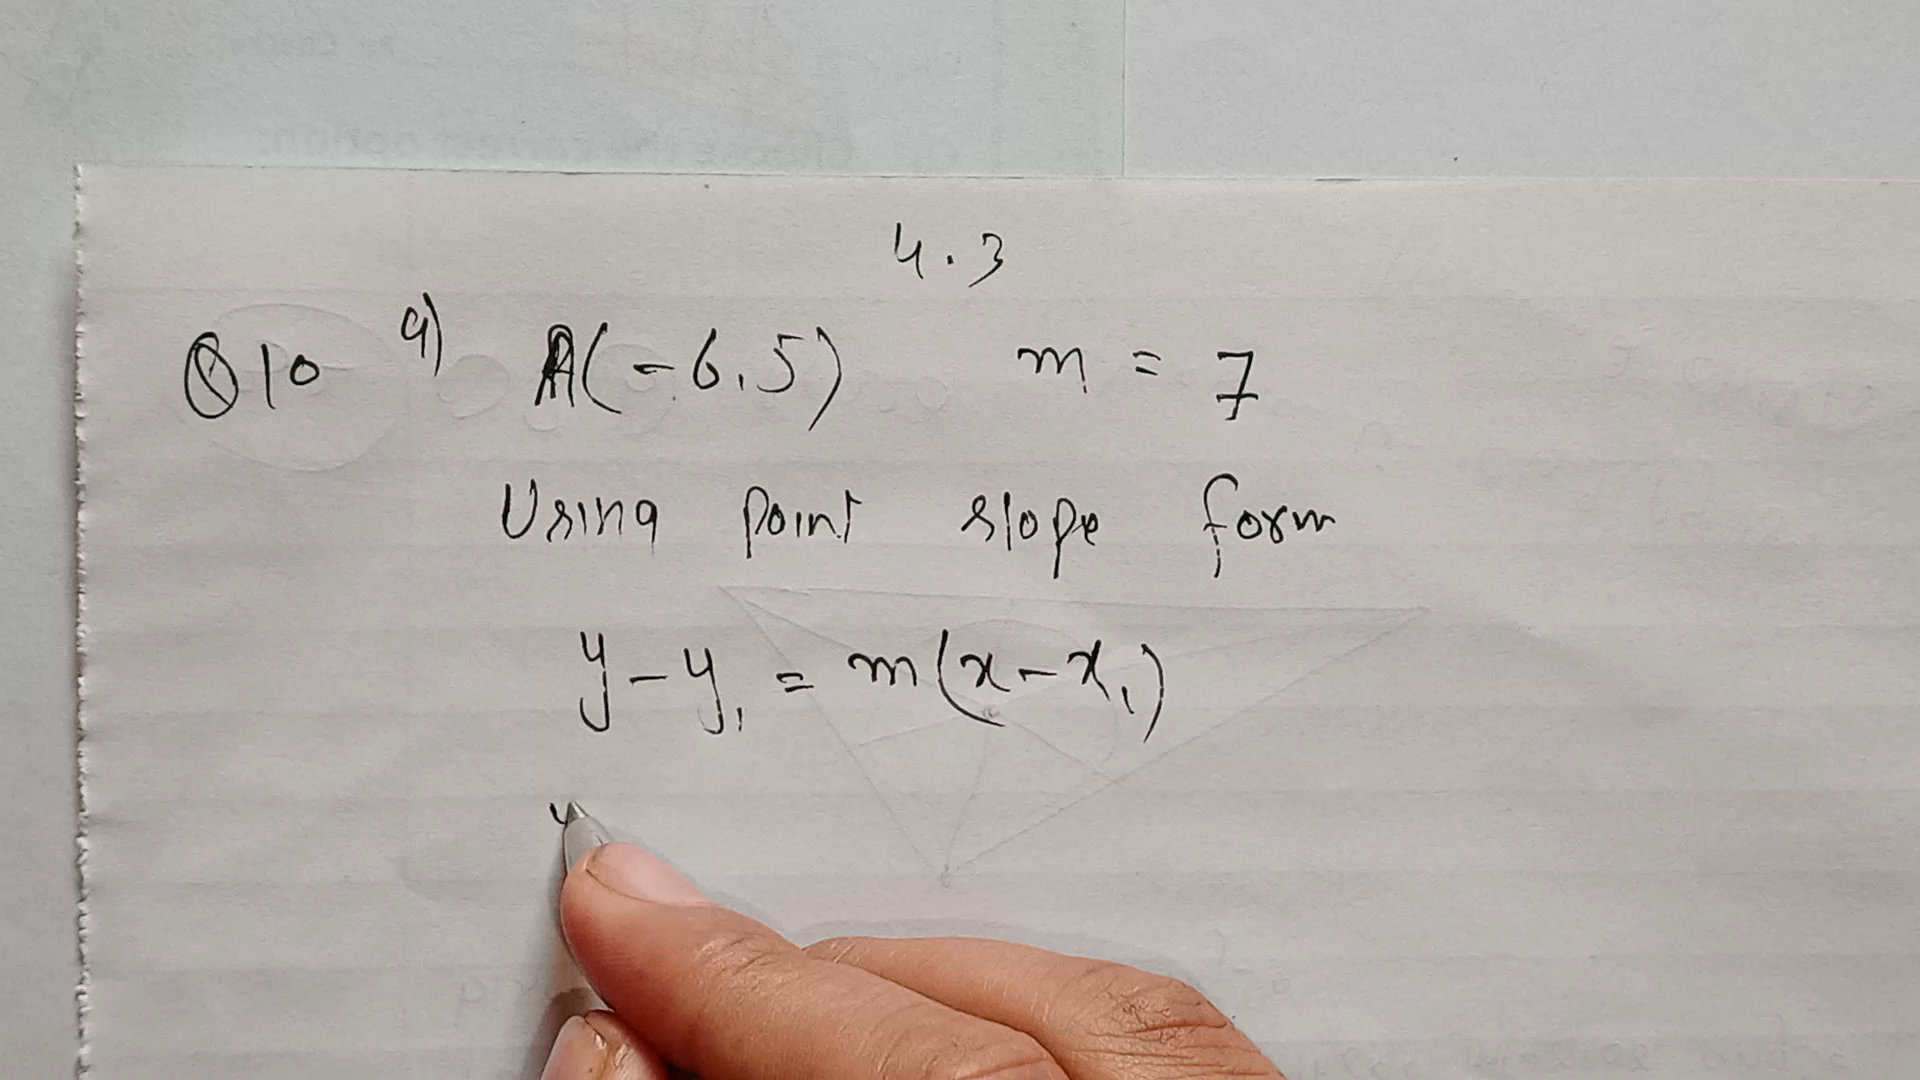 4.3
Q10 a) A(-6,5) m = 7
Using point slope form
y-y₁ = m(x-x₁)